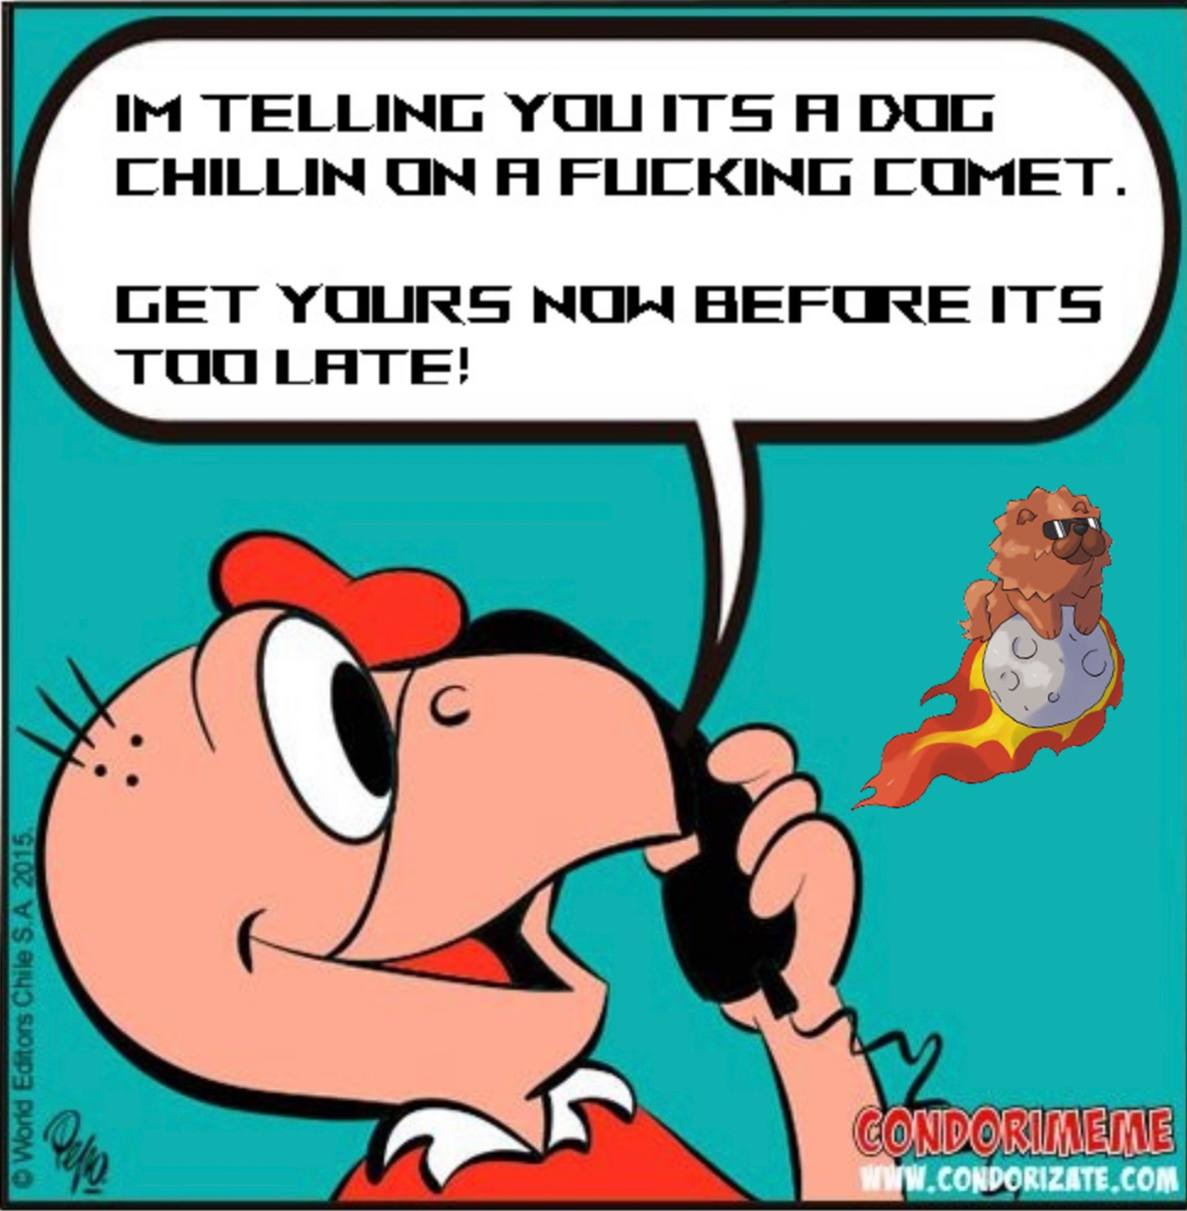 IM TELLING YOU ITS A DOG
CHILLIN ON A FUCKING COMET.
GET YOURS NOW BEFORE ITS
TOO LATE!
© World Editors Chile S.A. 2015.
Pepo
CONDORIMEME
WWW.CONDORIZATE.COM